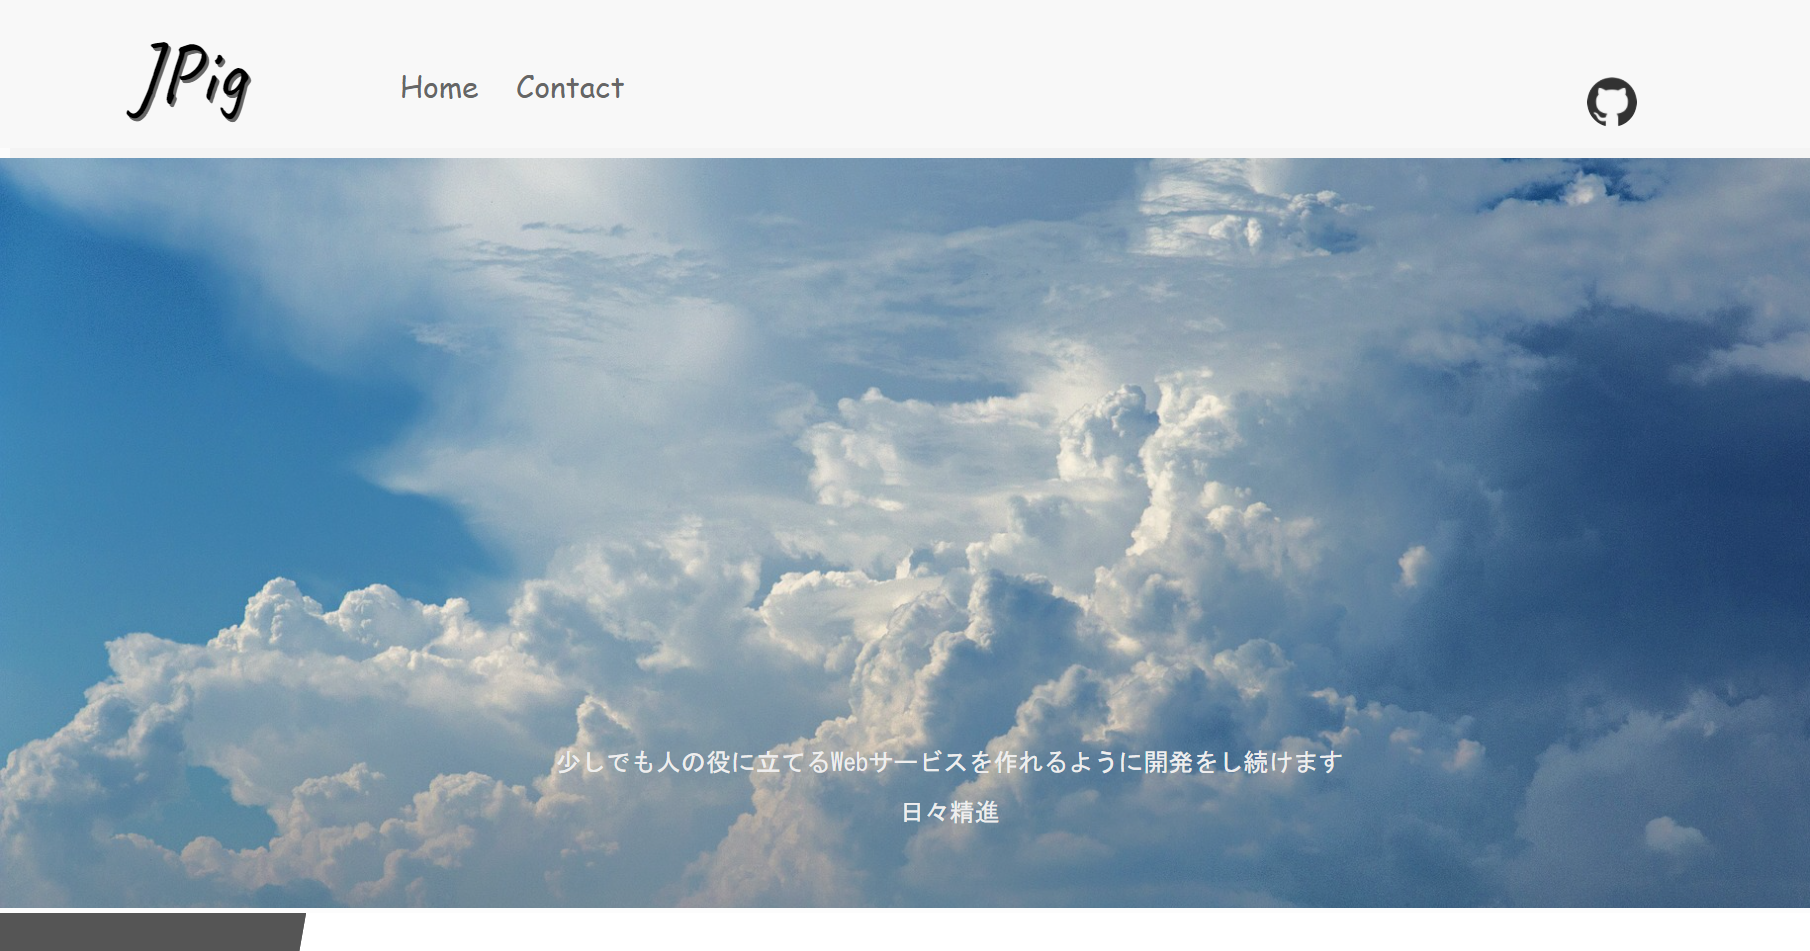 JPig
Home Contact
少しでも人の役に立てるWebサービスを作れるように開発をし続けます
日々精進